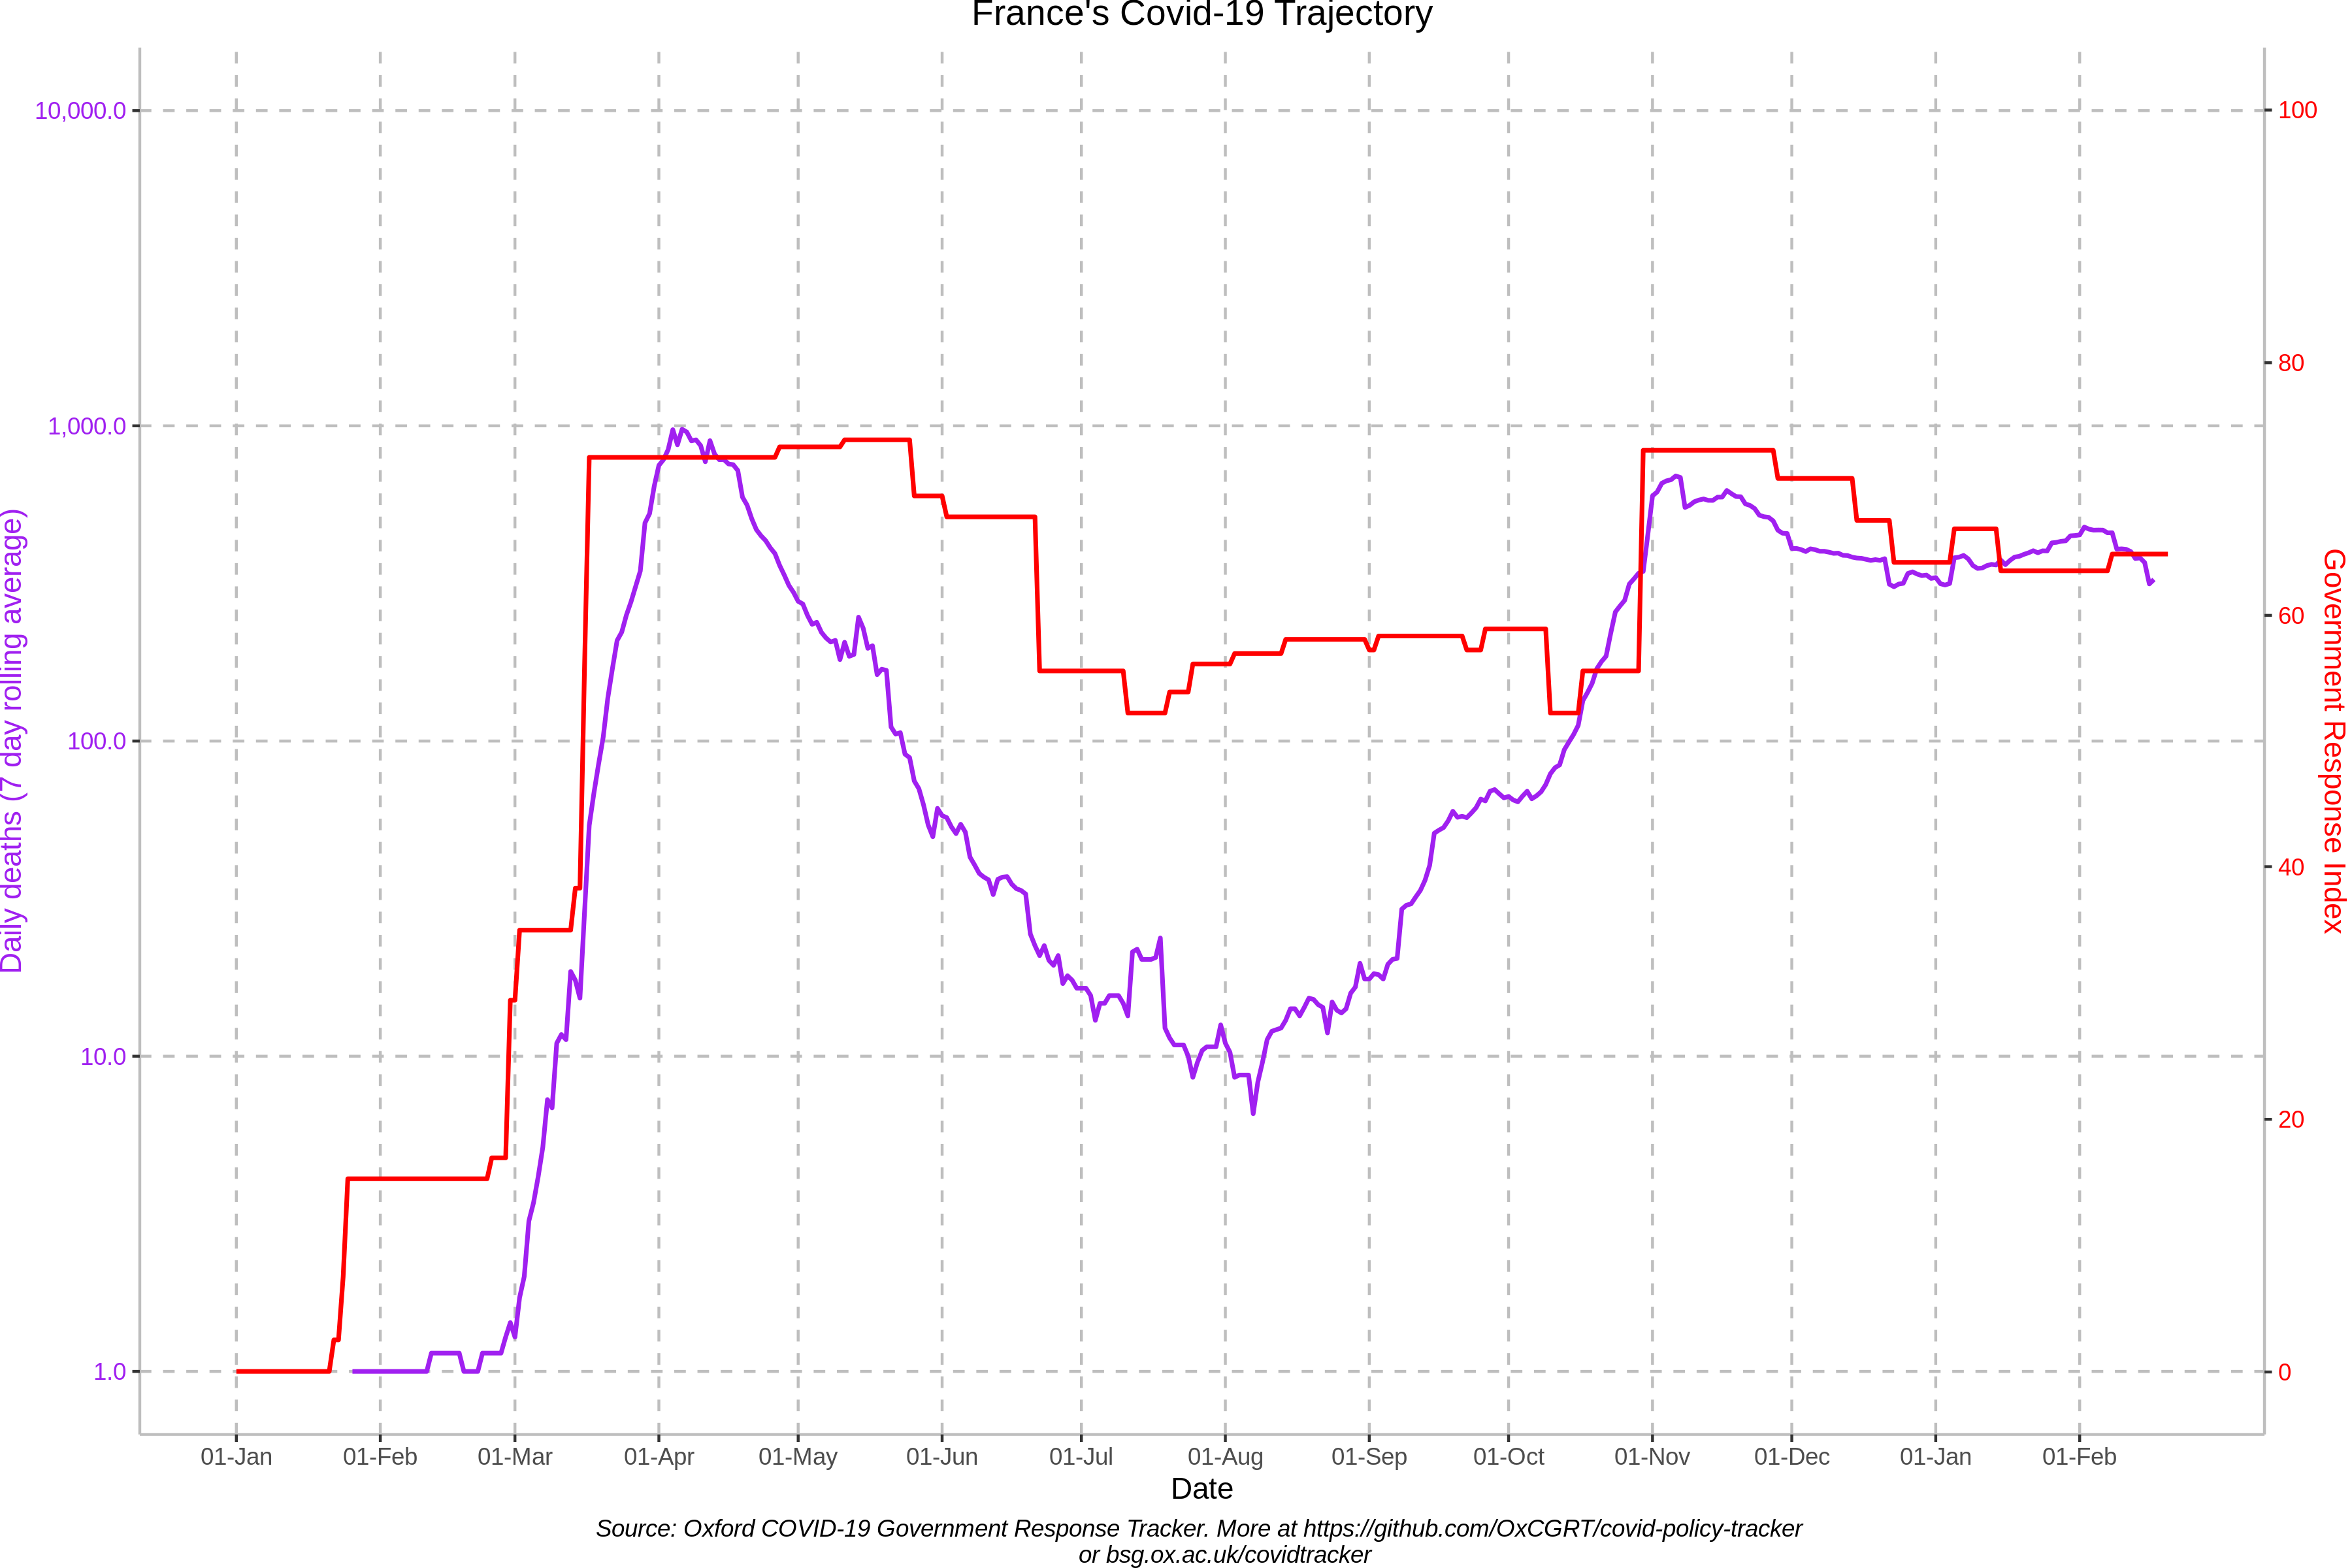 France's Covid-19 Trajectory
Daily deaths (7 day rolling average)
10,000.0
1,000.0
100.0
10.0
1.0
100
80
60
40
20
0
Government Response Index
01-Jan 01-Feb 01-Mar 01-Apr 01-May 01-Jun 01-Jul 01-Aug 01-Sep 01-Oct 01-Nov 01-Dec 01-Jan 01-Feb
Date
Source: Oxford COVID-19 Government Response Tracker. More at https://github.com/OxCGRT/covid-policy-tracker
or bsg.ox.ac.uk/covidtracker